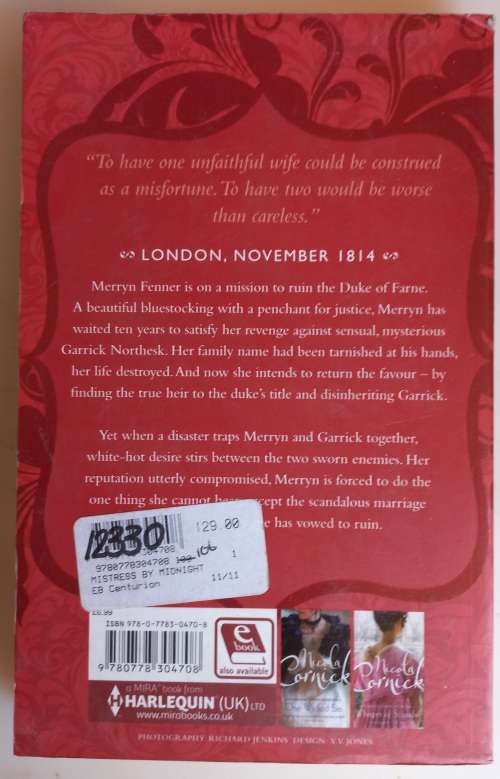 “To have one unfaithful wife could be construed
as a misfortune. To have two would be worse
than careless.”
LONDON, NOVEMBER 1814
Merryn Fenner is on a mission to ruin the Duke of Farne.
A beautiful bluestocking with a penchant for justice, Merryn has
waited ten years to satisfy her revenge against sensual, mysterious
Garrick Northesk. Her family name had been tarnished at his hands,
her life destroyed. And now she intends to return the favour – by
finding the true heir to the duke’s title and disinheriting Garrick.
Yet when a disaster traps Merryn and Garrick together,
white-hot desire stirs between the two sworn enemies. Her
reputation utterly compromised, Merryn is forced to do the
one thing she cannot accept the scandalous marriage
he has vowed to ruin.
12330
129.00
9780778304708
106
1
MISTRESS BY MIDNIGHT
11/11
EB Centurion
£6.99
ISBN 978-0-7783-0470-8
9 780778 304708
e
book
also available
Nicola
Cornick
Nicola
Cornick
a MIRA book from
HARLEQUIN (UK) LTD
www.mirabooks.co.uk
PHOTOGRAPHY: RICHARD JENKINS DESIGN: V.V. JONES